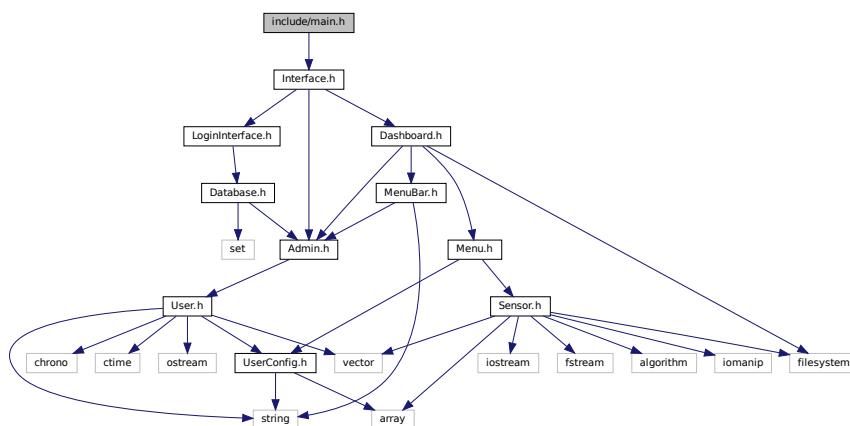 include/main.h
Interface.h
LoginInterface.h
Dashboard.h
Database.h
MenuBar.h
set
Admin.h
Menu.h
User.h
Sensor.h
chrono
ctime
ostream
UserConfig.h
vector
iostream
fstream
algorithm
iomanip
filesystem
string
array